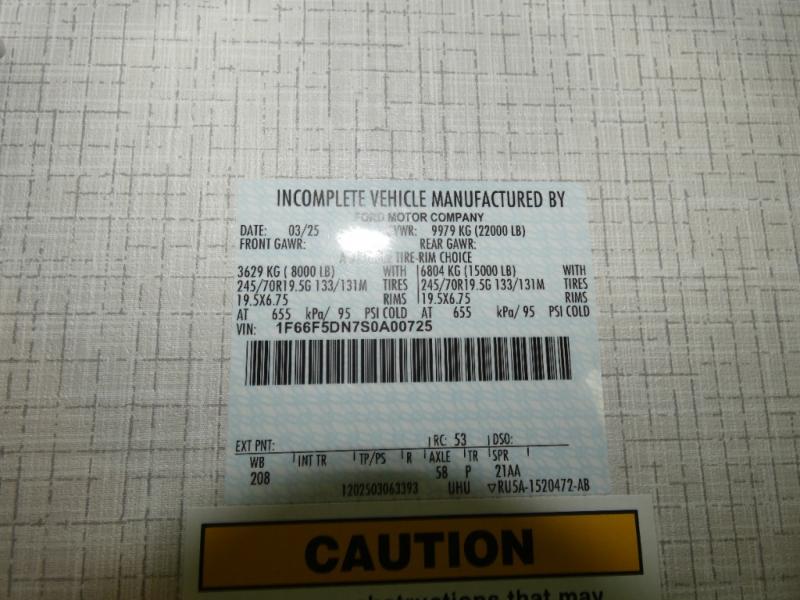 INCOMPLETE VEHICLE MANUFACTURED BY
FORD MOTOR COMPANY
DATE: 03/25 9979 KG (22000 LB)
FRONT GAWR: REAR GAWR:
TIRE-RIM CHOICE
3629 KG ( 8000 LB) WITH 6804 KG (15000 LB) WITH
245/70R19.5G 133/131M TIRES 245/70R19.5G 133/131M TIRES
19.5X6.75 RIMS 19.5X6.75 RIMS
AT 655 kPa/ 95 PSI COLD AT 655 kPa/ 95 PSI COLD
VIN: 1F66F5DN7S0A00725
EXT PNT: RC: 53 DSO:
WB INT TR TP/PS R AXLE TR SPR
208 58 P 21AA
1202503063393 UHU ▽RU5A-1520472-AB
CAUTION
that may